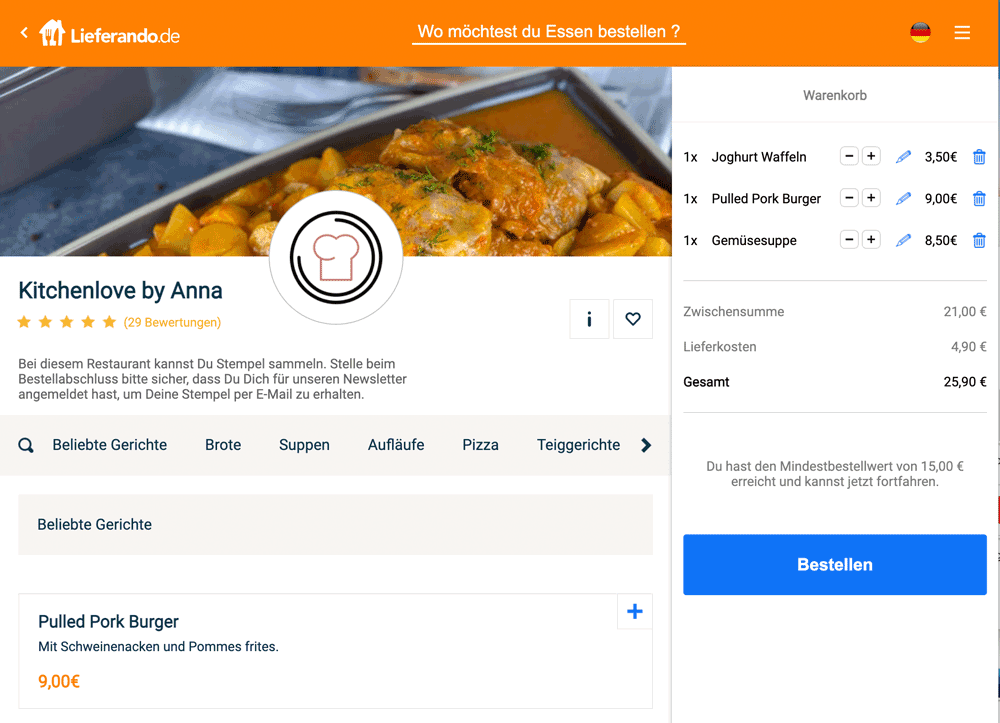 Lieferando.de
Wo möchtest du Essen bestellen ?
Kitchenlove by Anna
(29 Bewertungen)
i
Bei diesem Restaurant kannst Du Stempel sammeln. Stelle beim
Bestellabschluss bitte sicher, dass Du Dich für unseren Newsletter
angemeldet hast, um Deine Stempel per E-Mail zu erhalten.
Beliebte Gerichte Brote Suppen Aufläufe Pizza Teiggerichte
Beliebte Gerichte
Pulled Pork Burger
Mit Schweinenacken und Pommes frites.
9,00€
Warenkorb
1x Joghurt Waffeln 3,50€
1x Pulled Pork Burger 9,00€
1x Gemüsesuppe 8,50€
Zwischensumme 21,00 €
Lieferkosten 4,90 €
Gesamt 25,90 €
Du hast den Mindestbestellwert von 15,00 €
erreicht und kannst jetzt fortfahren.
Bestellen